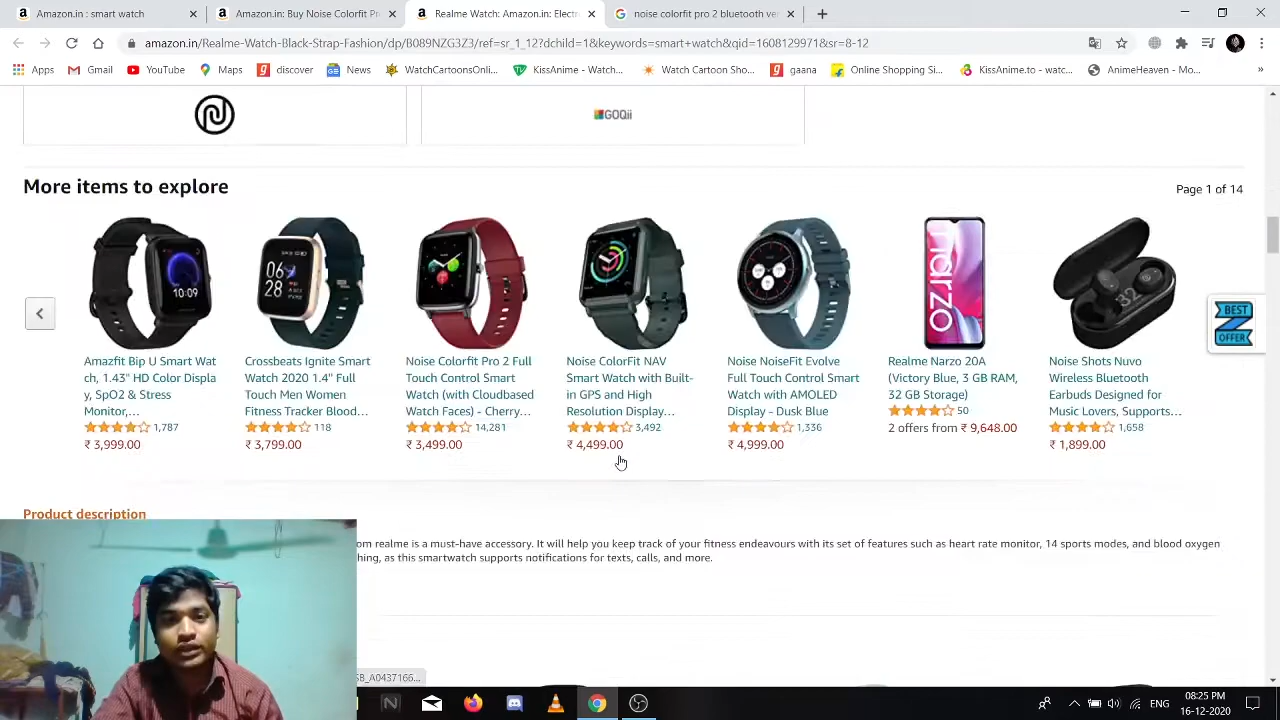 Amazon.in : smart watch
Amazon.in: Buy Noise Colorfit Pr
Realme Watch: Amazon.in: Electr
noise colorfit pro 2 bluetooth ver
amazon.in/Realme-Watch-Black-Strap-Fashion/dp/B089NZG3Z3/ref=sr_1_12?dchild=1&keywords=smart+watch&qid=1608129971&sr=8-12
Apps
Gmail
YouTube
Maps
discover
News
WatchCartoonsOnli...
KissAnime - Watch...
Watch Cartoon Sho...
gaana
Online Shopping Si...
KissAnime.to - watc...
AnimeHeaven - Mo...
»
GOQii
More items to explore
Page 1 of 14
narzo
BEST
OFFER
Amazfit Bip U Smart Wat
ch, 1.43" HD Color Displa
y, SpO2 & Stress
Monitor,...
1,787
₹ 3,999.00
Crossbeats Ignite Smart
Watch 2020 1.4" Full
Touch Men Women
Fitness Tracker Blood...
118
₹ 3,799.00
Noise Colorfit Pro 2 Full
Touch Control Smart
Watch (with Cloudbased
Watch Faces) - Cherry...
14,281
₹ 3,499.00
Noise ColorFit NAV
Smart Watch with Built-
in GPS and High
Resolution Display...
3,492
₹ 4,499.00
Noise NoiseFit Evolve
Full Touch Control Smart
Watch with AMOLED
Display - Dusk Blue
1,336
₹ 4,999.00
Realme Narzo 20A
(Victory Blue, 3 GB RAM,
32 GB Storage)
50
2 offers from ₹ 9,648.00
Noise Shots Nuvo
Wireless Bluetooth
Earbuds Designed for
Music Lovers, Supports...
1,658
₹ 1,899.00
Product description
om realme is a must-have accessory. It will help you keep track of your fitness endeavours with its set of features such as heart rate monitor, 14 sports modes, and blood oxygen
hing, as this smartwatch supports notifications for texts, calls, and more.
SB_A0437166...
ENG
08:25 PM
16-12-2020